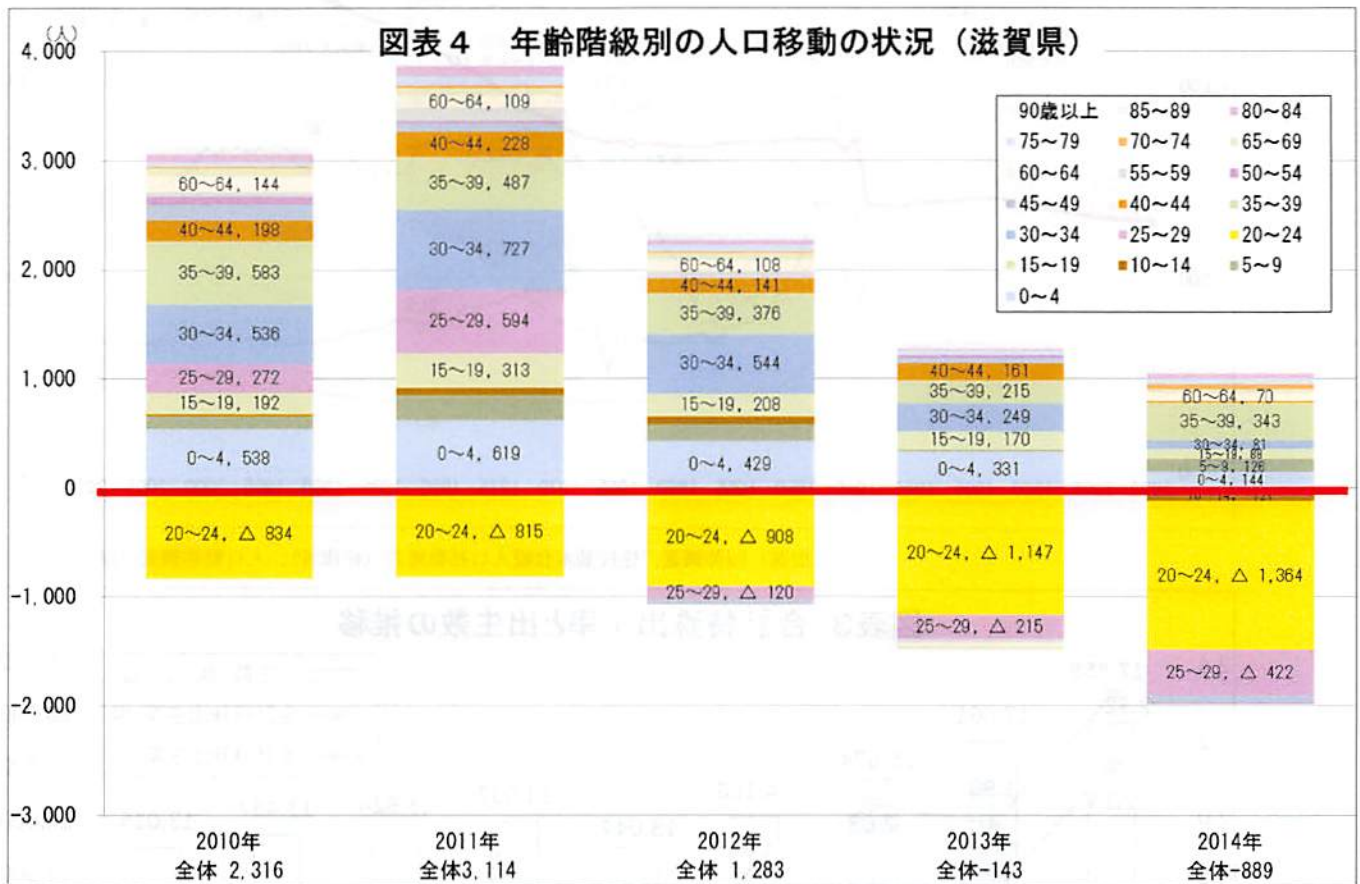 図表４　年齢階級別の人口移動の状況（滋賀県）
(人)
4,000
3,000
2,000
1,000
0
-1,000
-2,000
-3,000
60～64, 144
40～44, 198
35～39, 583
30～34, 536
25～29, 272
15～19, 192
0～4, 538
20～24, △ 834
60～64, 109
40～44, 228
35～39, 487
30～34, 727
25～29, 594
15～19, 313
0～4, 619
20～24, △ 815
60～64, 108
40～44, 141
35～39, 376
30～34, 544
15～19, 208
0～4, 429
20～24, △ 908
25～29, △ 120
40～44, 161
35～39, 215
30～34, 249
15～19, 170
0～4, 331
20～24, △ 1,147
25～29, △ 215
60～64, 70
35～39, 343
30～34, 81
5～9, 126
0～4, 144
20～24, △ 1,364
25～29, △ 422
90歳以上 85～89 80～84
75～79 70～74 65～69
60～64 55～59 50～54
45～49 40～44 35～39
30～34 25～29 20～24
15～19 10～14 5～9
0～4
2010年 2011年 2012年 2013年 2014年
全体 2,316 全体3,114 全体 1,283 全体-143 全体-889